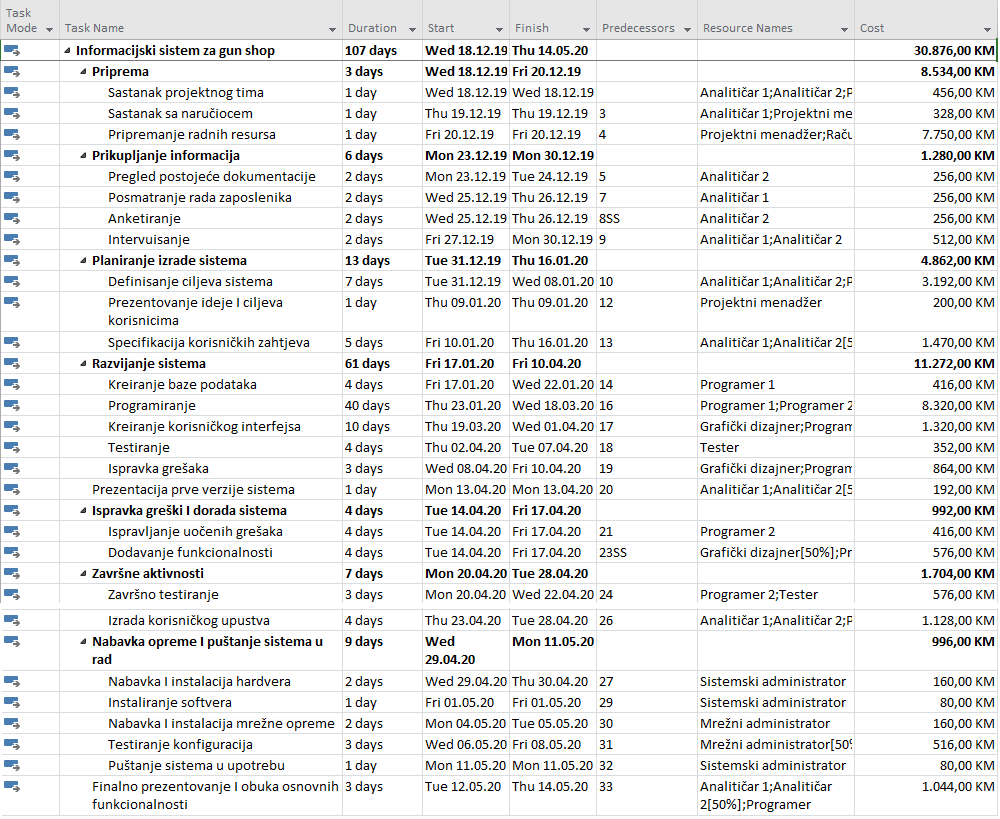 Task Mode Task Name Duration Start Finish Predecessors Resource Names Cost
Informacijski sistem za gun shop 107 days Wed 18.12.19 Thu 14.05.20 30.876,00 KM
Priprema 3 days Wed 18.12.19 Fri 20.12.19 8.534,00 KM
Sastanak projektnog tima 1 day Wed 18.12.19 Wed 18.12.19 Analitičar 1;Analitičar 2;P 456,00 KM
Sastanak sa naručiocem 1 day Thu 19.12.19 Thu 19.12.19 3 Analitičar 1;Projektni me 328,00 KM
Pripremanje radnih resursa 1 day Fri 20.12.19 Fri 20.12.19 4 Projektni menadžer;Raču 7.750,00 KM
Prikupljanje informacija 6 days Mon 23.12.19 Mon 30.12.19 1.280,00 KM
Pregled postojeće dokumentacije 2 days Mon 23.12.19 Tue 24.12.19 5 Analitičar 2 256,00 KM
Posmatranje rada zaposlenika 2 days Wed 25.12.19 Thu 26.12.19 7 Analitičar 1 256,00 KM
Anketiranje 2 days Wed 25.12.19 Thu 26.12.19 8SS Analitičar 2 256,00 KM
Intervuisanje 2 days Fri 27.12.19 Mon 30.12.19 9 Analitičar 1;Analitičar 2 512,00 KM
Planiranje izrade sistema 13 days Tue 31.12.19 Thu 16.01.20 4.862,00 KM
Definisanje ciljeva sistema 7 days Tue 31.12.19 Wed 08.01.20 10 Analitičar 1;Analitičar 2;P 3.192,00 KM
Prezentovanje ideje I ciljeva 1 day Thu 09.01.20 Thu 09.01.20 12 Projektni menadžer 200,00 KM
korisnicima
Specifikacija korisničkih zahtjeva 5 days Fri 10.01.20 Thu 16.01.20 13 Analitičar 1;Analitičar 2[5 1.470,00 KM
Razvijanje sistema 61 days Fri 17.01.20 Fri 10.04.20 11.272,00 KM
Kreiranje baze podataka 4 days Fri 17.01.20 Wed 22.01.20 14 Programer 1 416,00 KM
Programiranje 40 days Thu 23.01.20 Wed 18.03.20 16 Programer 1;Programer 2 8.320,00 KM
Kreiranje korisničkog interfejsa 10 days Thu 19.03.20 Wed 01.04.20 17 Grafički dizajner;Program 1.320,00 KM
Testiranje 4 days Thu 02.04.20 Tue 07.04.20 18 Tester 352,00 KM
Ispravka grešaka 3 days Wed 08.04.20 Fri 10.04.20 19 Grafički dizajner;Program 864,00 KM
Prezentacija prve verzije sistema 1 day Mon 13.04.20 Mon 13.04.20 20 Analitičar 1;Analitičar 2[5 192,00 KM
Ispravka greški I dorada sistema 4 days Tue 14.04.20 Fri 17.04.20 992,00 KM
Ispravljanje uočenih grešaka 4 days Tue 14.04.20 Fri 17.04.20 21 Programer 2 416,00 KM
Dodavanje funkcionalnosti 4 days Tue 14.04.20 Fri 17.04.20 23SS Grafički dizajner[50%];Pr 576,00 KM
Završne aktivnosti 7 days Mon 20.04.20 Tue 28.04.20 1.704,00 KM
Završno testiranje 3 days Mon 20.04.20 Wed 22.04.20 24 Programer 2;Tester 576,00 KM
Izrada korisničkog uputstva 4 days Thu 23.04.20 Tue 28.04.20 26 Analitičar 1;Analitičar 2;P 1.128,00 KM
Nabavka opreme I puštanje sistema u 9 days Wed Mon 11.05.20 996,00 KM
rad 29.04.20
Nabavka I instalacija hardvera 2 days Wed 29.04.20 Thu 30.04.20 27 Sistemski administrator 160,00 KM
Instaliranje softvera 1 day Fri 01.05.20 Fri 01.05.20 29 Sistemski administrator 80,00 KM
Nabavka I instalacija mrežne opreme 2 days Mon 04.05.20 Tue 05.05.20 30 Mrežni administrator 160,00 KM
Testiranje konfiguracija 3 days Wed 06.05.20 Fri 08.05.20 31 Mrežni administrator[50% 516,00 KM
Puštanje sistema u upotrebu 1 day Mon 11.05.20 Mon 11.05.20 32 Sistemski administrator 80,00 KM
Finalno prezentovanje I obuka osnovnih 3 days Tue 12.05.20 Thu 14.05.20 33 Analitičar 1;Analitičar 1.044,00 KM
funkcionalnosti 2[50%];Programer